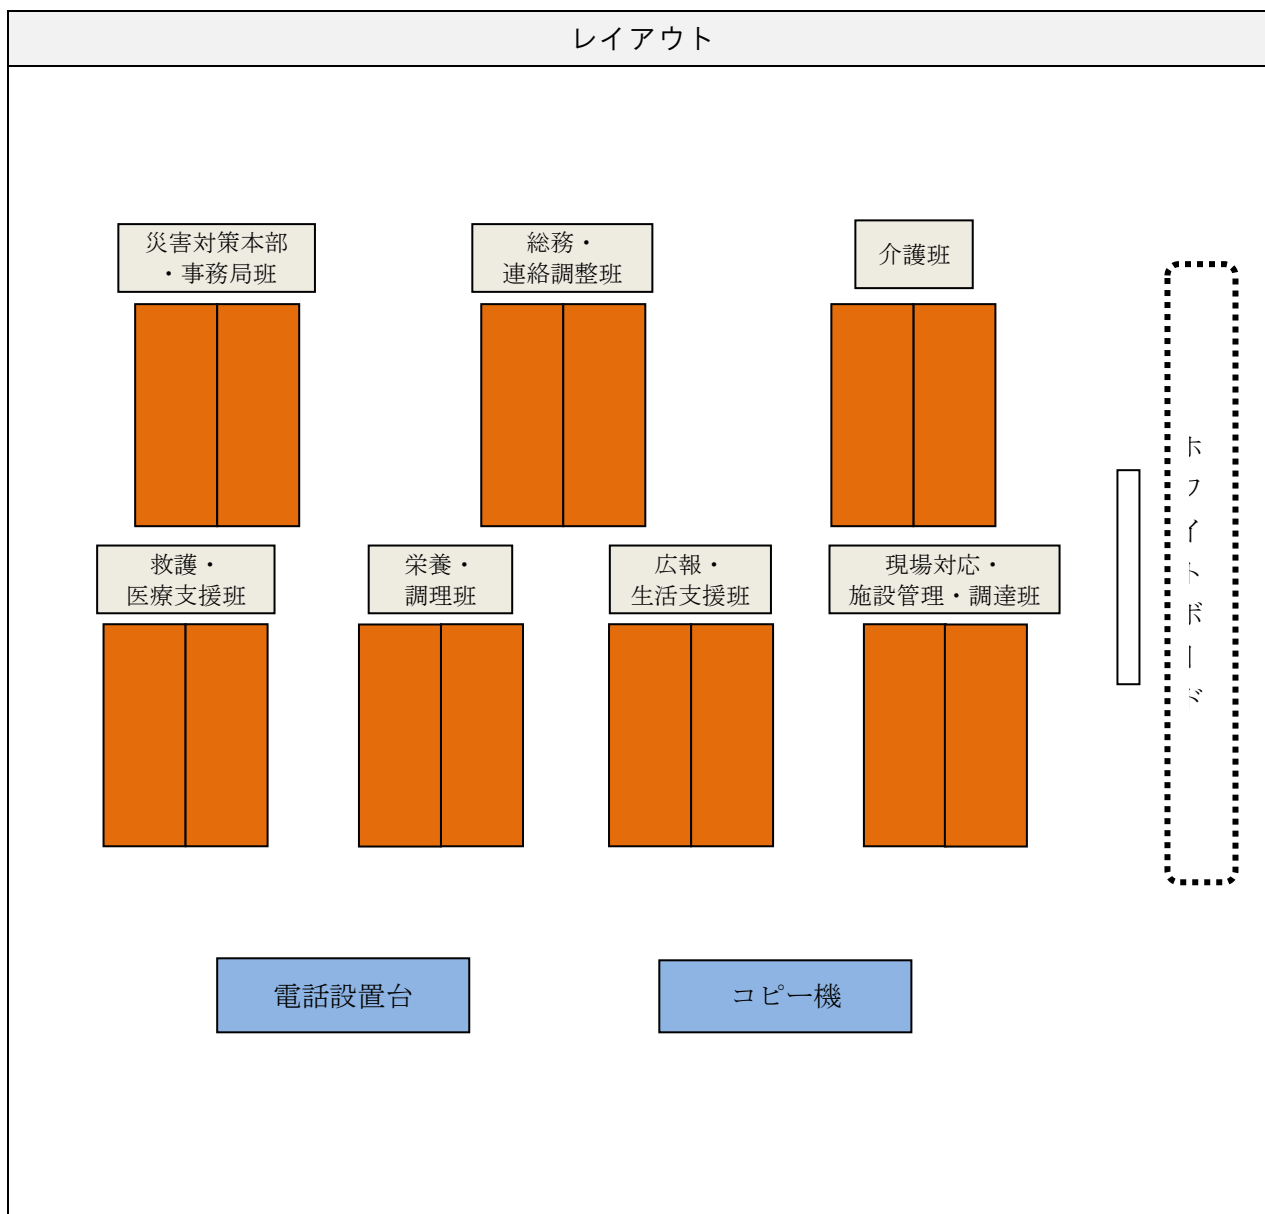 レイアウト
災害対策本部
・事務局班
総務・
連絡調整班
介護班
救護・
医療支援班
栄養・
調理班
広報・
生活支援班
現場対応・
施設管理・調達班
ホワイトボード
電話設置台
コピー機